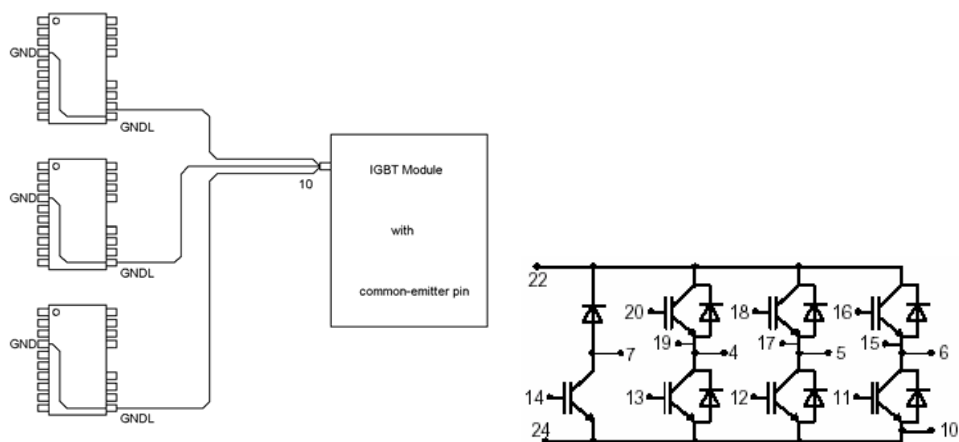 GND
GNDL
GND
GNDL
GND
GNDL
10
IGBT Module
with
common-emitter pin
22
20
18
16
19
17
15
7
4
5
6
14
13
12
11
24
10